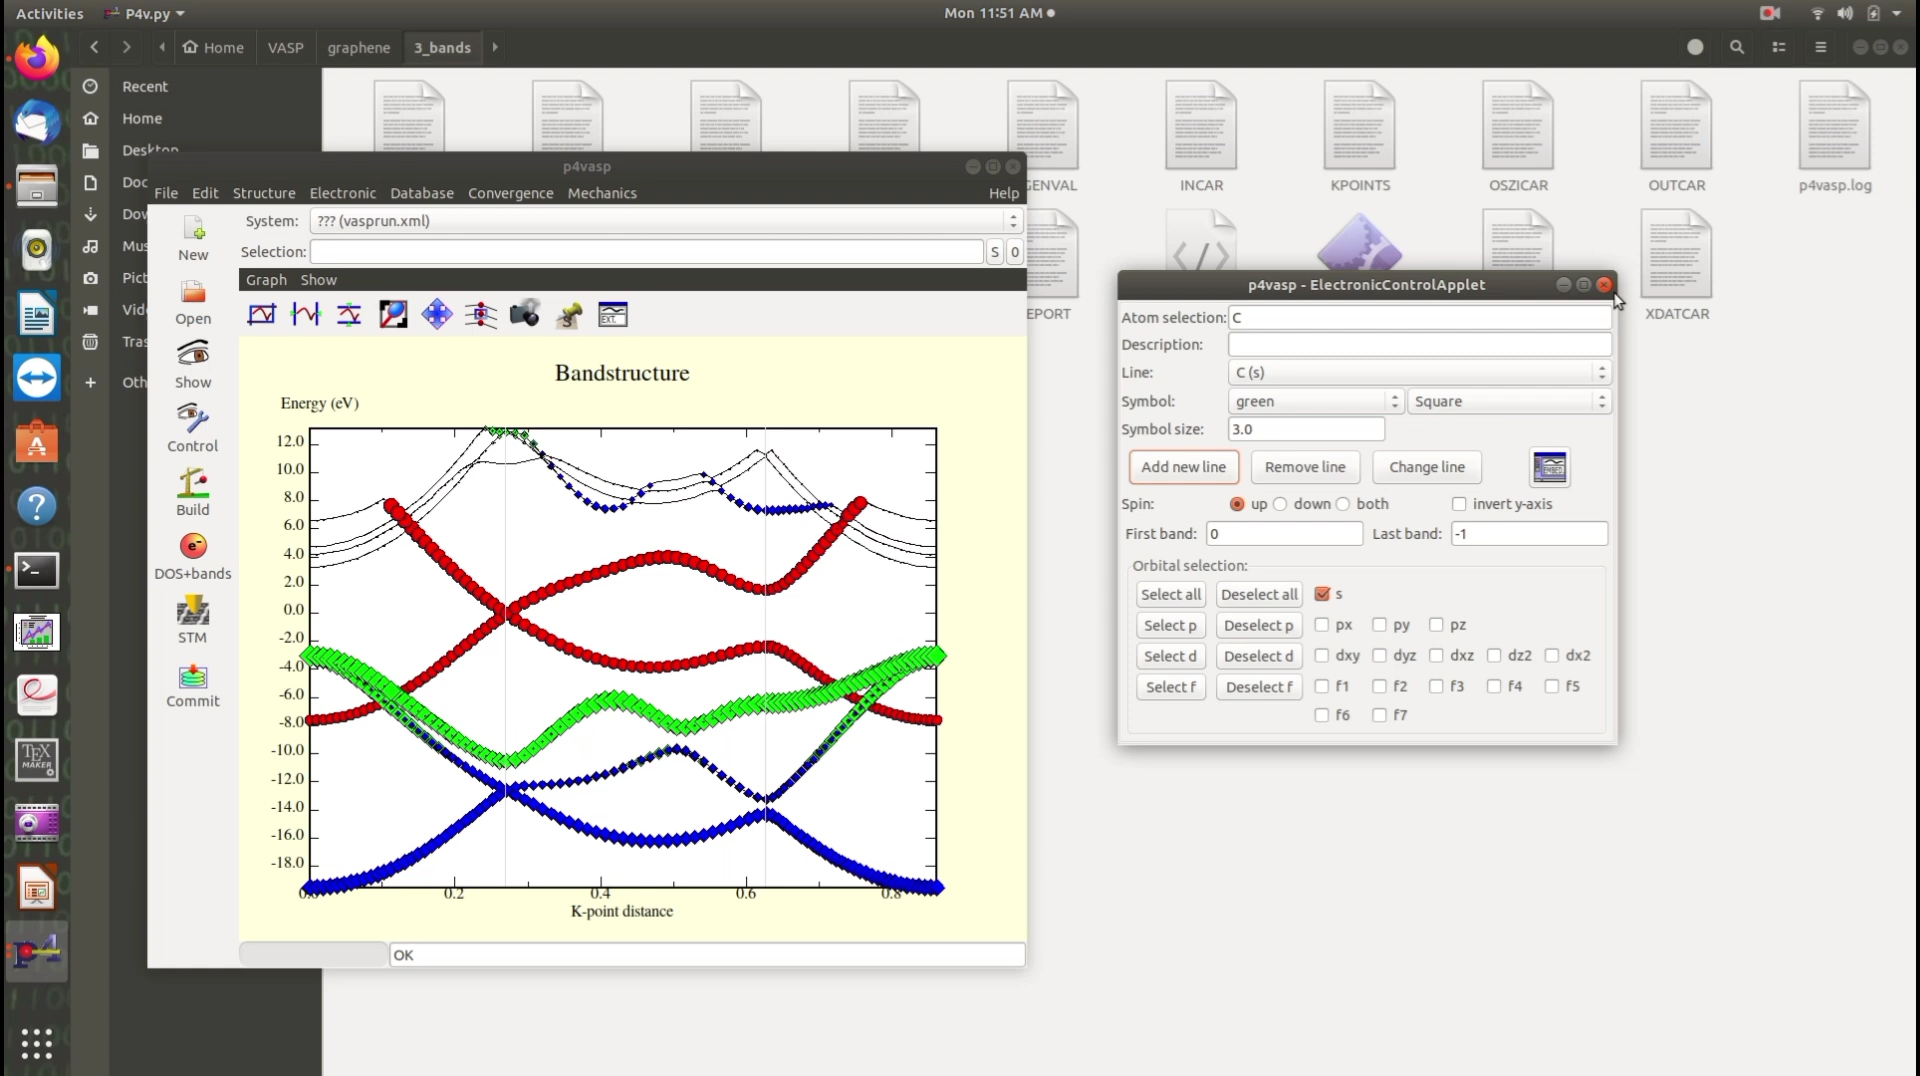 Activities P4v.py Mon 11:51 AM
Home VASP graphene 3_bands
Recent
Home
Desktop
Doc
Dov
Mus
Pict
Vide
Tras
Oth
ENVAL INCAR KPOINTS OSZICAR OUTCAR p4vasp.log
EPORT XDATCAR
p4vasp
File Edit Structure Electronic Database Convergence Mechanics Help
New
Open
Show
Control
Build
DOS+bands
STM
Commit
System: ??? (vasprun.xml)
Selection: S 0
Graph Show
EXT.
Bandstructure
Energy (eV)
12.0
10.0
8.0
6.0
4.0
2.0
0.0
-2.0
-4.0
-6.0
-8.0
-10.0
-12.0
-14.0
-16.0
-18.0
0.0 0.2 0.4 0.6 0.8
K-point distance
OK
p4vasp - ElectronicControlApplet
Atom selection: C
Description:
Line: C (s)
Symbol: green Square
Symbol size: 3.0
Add new line Remove line Change line
Spin: up down both invert y-axis
First band: 0 Last band: -1
Orbital selection:
Select all Deselect all s
Select p Deselect p px py pz
Select d Deselect d dxy dyz dxz dz2 dx2
Select f Deselect f f1 f2 f3 f4 f5
f6 f7
TEX
MAKER